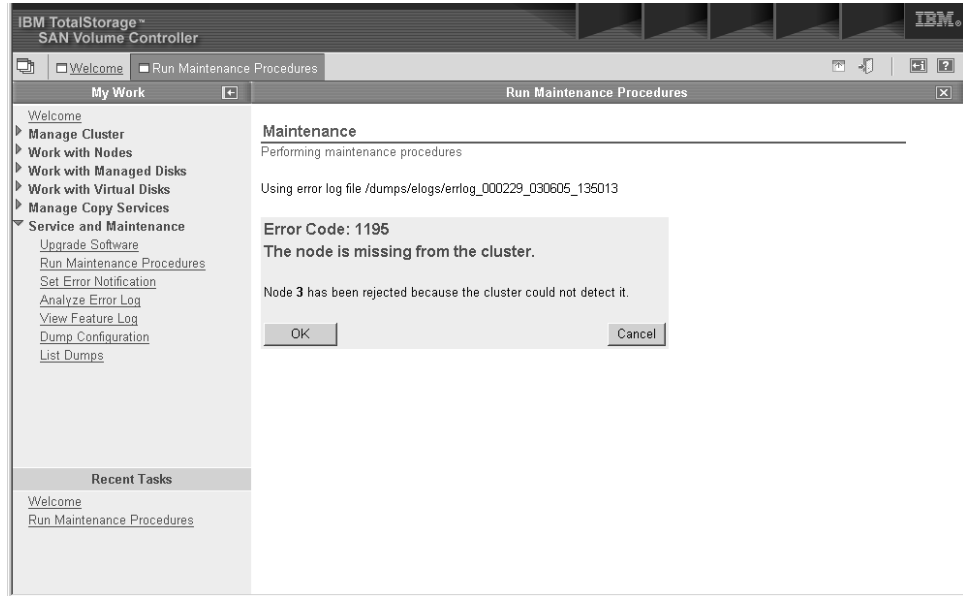 IBM TotalStorage™
SAN Volume Controller
IBM®
Welcome
Run Maintenance Procedures
My Work
Run Maintenance Procedures
Welcome
Manage Cluster
Work with Nodes
Work with Managed Disks
Work with Virtual Disks
Manage Copy Services
Service and Maintenance
Upgrade Software
Run Maintenance Procedures
Set Error Notification
Analyze Error Log
View Feature Log
Dump Configuration
List Dumps
Recent Tasks
Welcome
Run Maintenance Procedures
Maintenance
Performing maintenance procedures
Using error log file /dumps/elogs/errlog_000229_030605_135013
Error Code: 1195
The node is missing from the cluster.
Node 3 has been rejected because the cluster could not detect it.
OK
Cancel